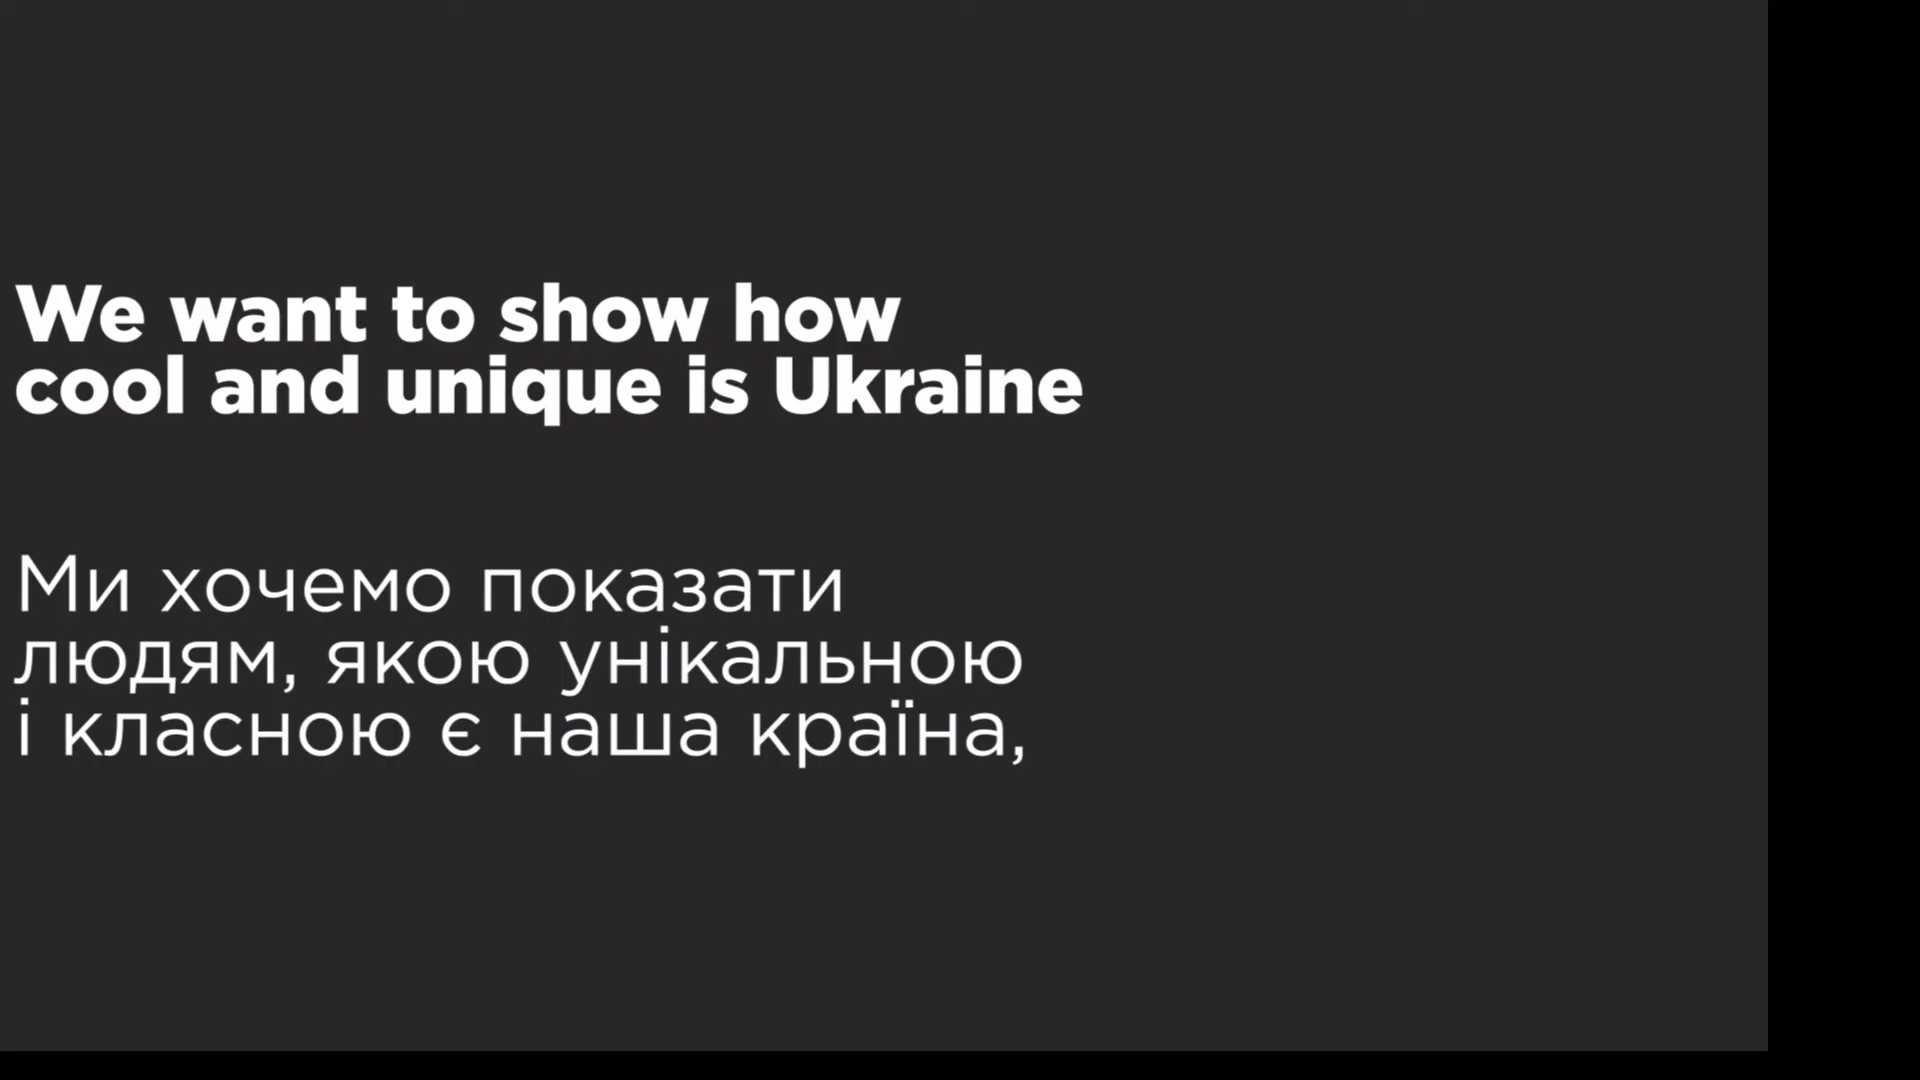 We want to show how
cool and unique is Ukraine
Ми хочемо показати
людям, якою унікальною
і класною є наша країна,